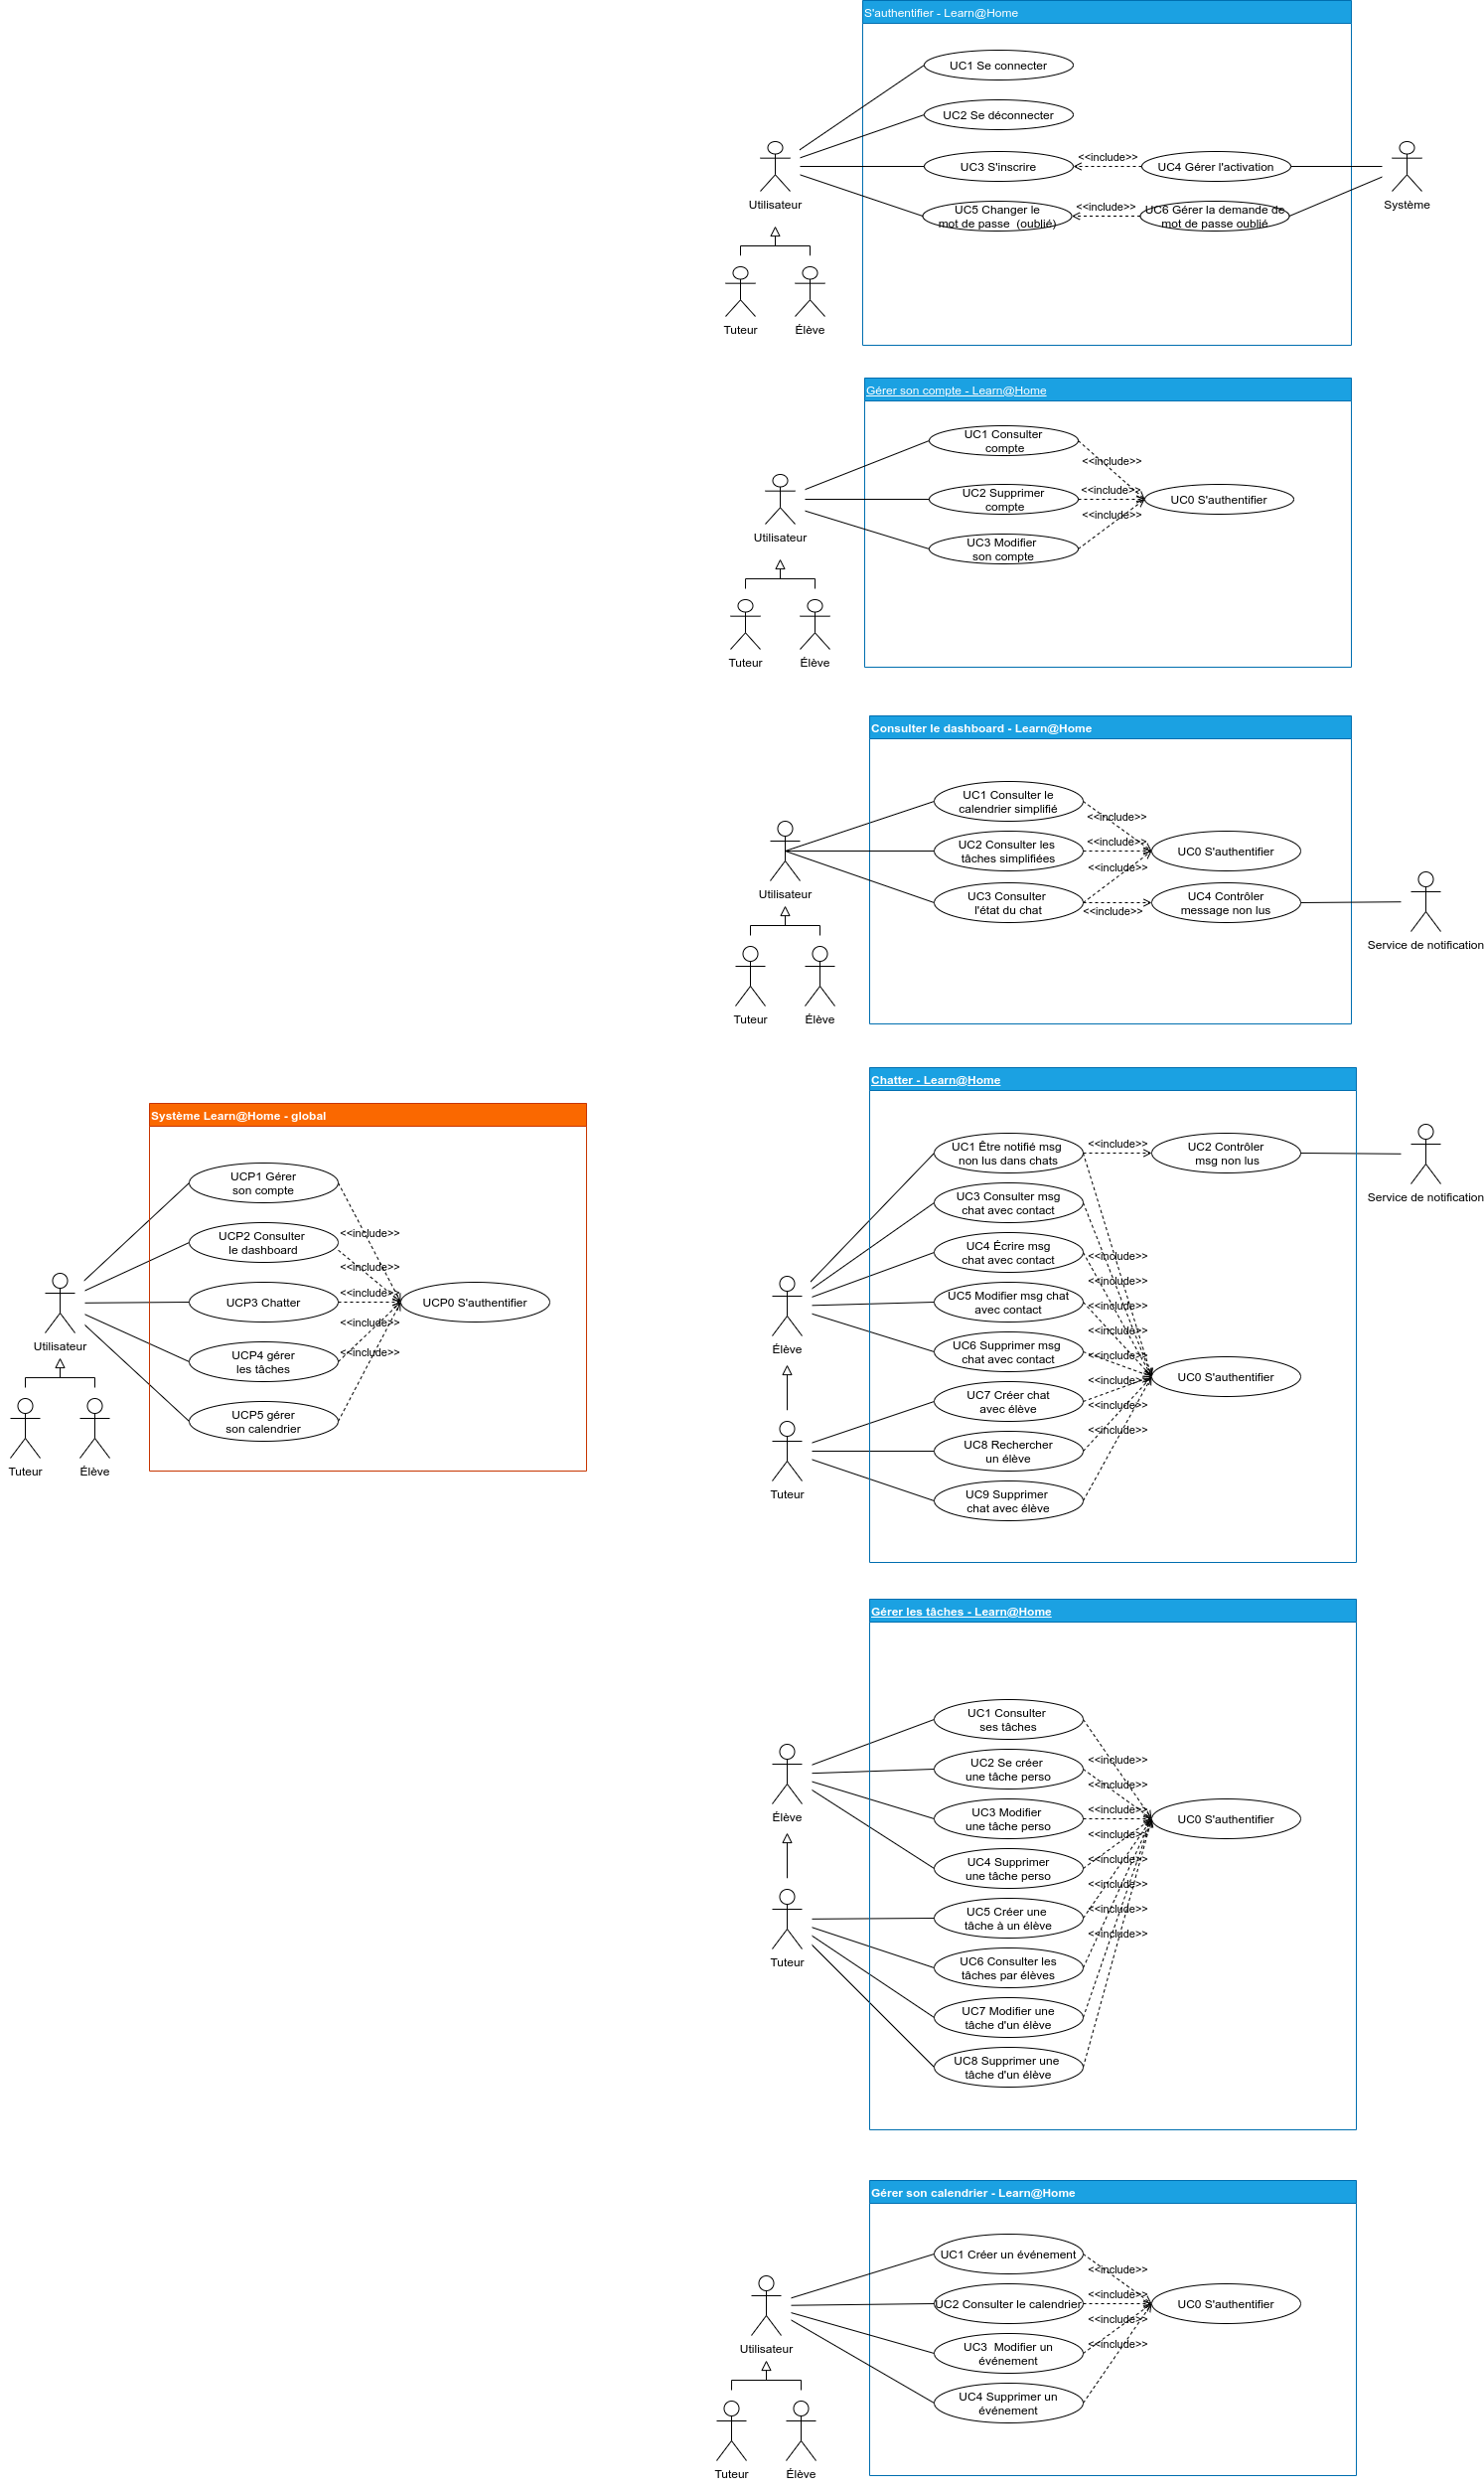 S'authentifier - Learn@Home
UC1 Se connecter
UC2 Se déconnecter
UC3 S'inscrire
<<include>>
UC4 Gérer l'activation
UC5 Changer le
mot de passe  (oublié)
<<include>>
UC6 Gérer la demande de
mot de passe oublié
Utilisateur
Système
Tuteur
Élève
Gérer son compte - Learn@Home
UC1 Consulter
compte
<<include>>
UC2 Supprimer
compte
<<include>>
UC0 S'authentifier
<<include>>
UC3 Modifier
son compte
Utilisateur
Tuteur
Élève
Consulter le dashboard - Learn@Home
UC1 Consulter le
calendrier simplifié
<<include>>
UC2 Consulter les
tâches simplifiées
<<include>>
UC0 S'authentifier
<<include>>
UC3 Consulter
l'état du chat
<<include>>
UC4 Contrôler
message non lus
Utilisateur
Service de notification
Tuteur
Élève
Système Learn@Home - global
UCP1 Gérer
son compte
<<include>>
UCP2 Consulter
le dashboard
<<include>>
UCP3 Chatter
<<include>>
UCP0 S'authentifier
<<include>>
UCP4 gérer
les tâches
<<include>>
UCP5 gérer
son calendrier
Utilisateur
Tuteur
Élève
Chatter - Learn@Home
UC1 Être notifié msg
non lus dans chats
<<include>>
UC2 Contrôler
msg non lus
Service de notification
UC3 Consulter msg
chat avec contact
UC4 Écrire msg
chat avec contact
<<include>>
<<include>>
UC5 Modifier msg chat
avec contact
<<include>>
<<include>>
UC6 Supprimer msg
chat avec contact
<<include>>
UC0 S'authentifier
<<include>>
UC7 Créer chat
avec élève
<<include>>
<<include>>
UC8 Rechercher
un élève
UC9 Supprimer
chat avec élève
Élève
Tuteur
Gérer les tâches - Learn@Home
UC1 Consulter
ses tâches
<<include>>
UC2 Se créer
une tâche perso
<<include>>
UC3 Modifier
une tâche perso
<<include>>
UC0 S'authentifier
<<include>>
UC4 Supprimer
une tâche perso
<<include>>
<<include>>
UC5 Créer une
tâche à un élève
<<include>>
<<include>>
UC6 Consulter les
tâches par élèves
UC7 Modifier une
tâche d'un élève
UC8 Supprimer une
tâche d'un élève
Élève
Tuteur
Gérer son calendrier - Learn@Home
UC1 Créer un événement
<<include>>
UC2 Consulter le calendrier
<<include>>
UC0 S'authentifier
<<include>>
UC3  Modifier un
événement
<<include>>
UC4 Supprimer un
événement
Utilisateur
Tuteur
Élève